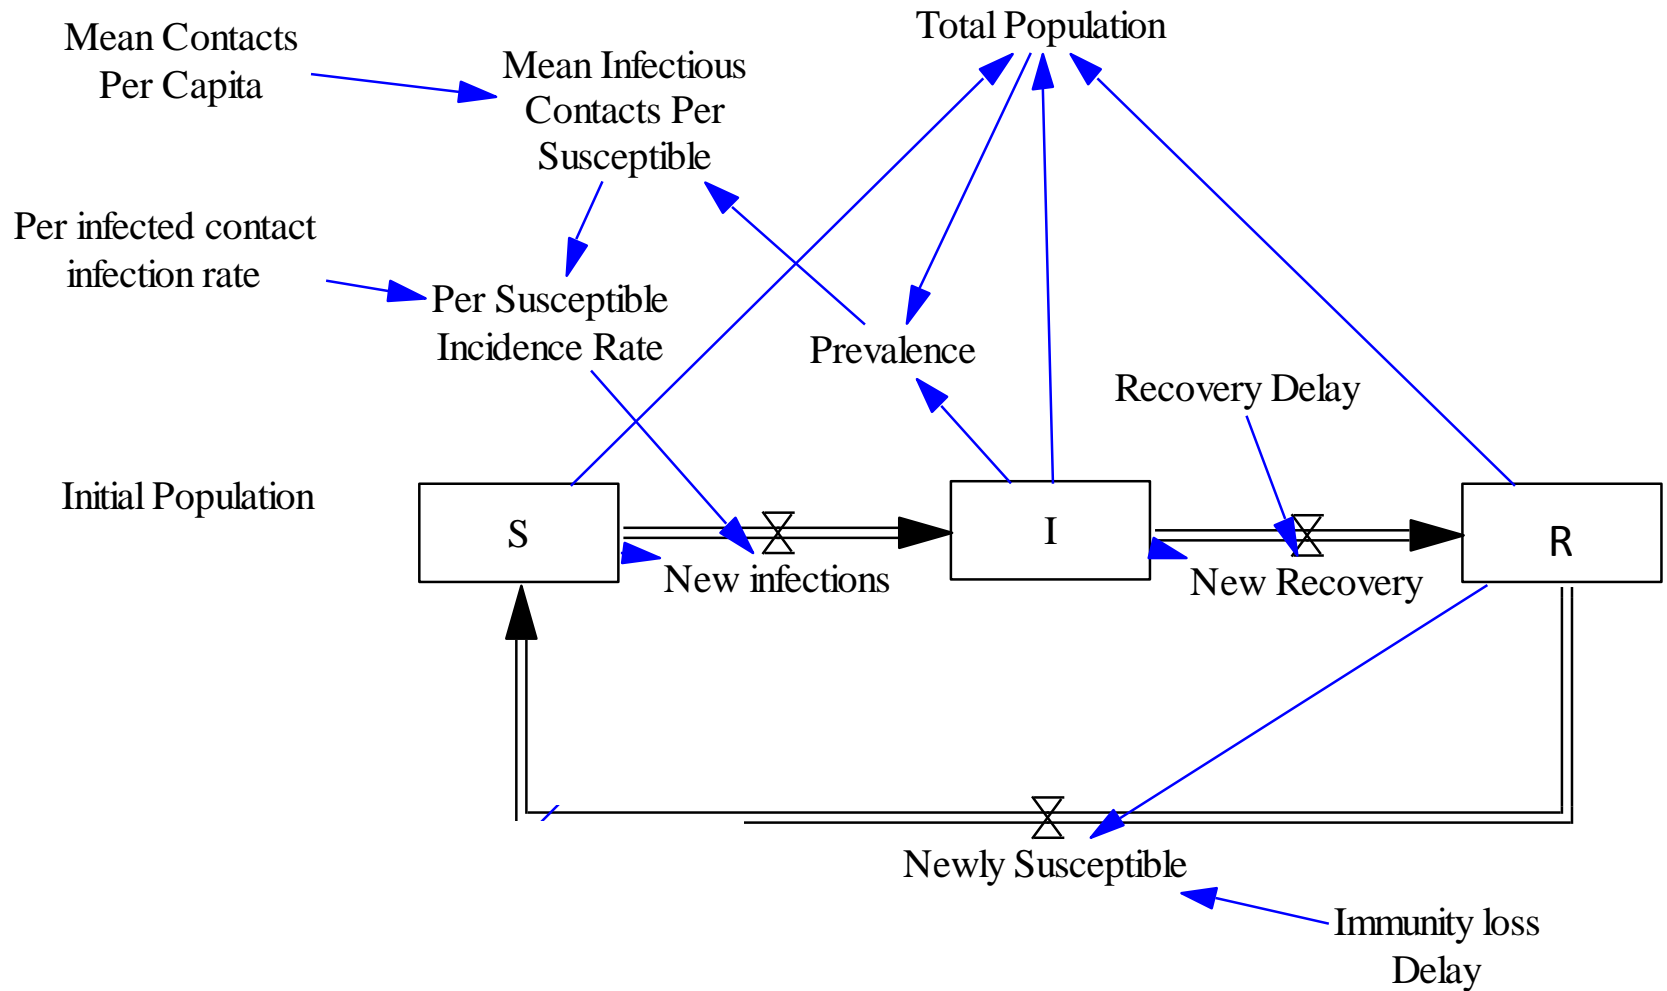 Total Population
Mean Contacts
Per Capita
Mean Infectious
Contacts Per
Susceptible
Per infected contact
infection rate
Per Susceptible
Incidence Rate
Prevalence
Recovery Delay
Initial Population
S
I
R
New infections
New Recovery
Newly Susceptible
Immunity loss
Delay